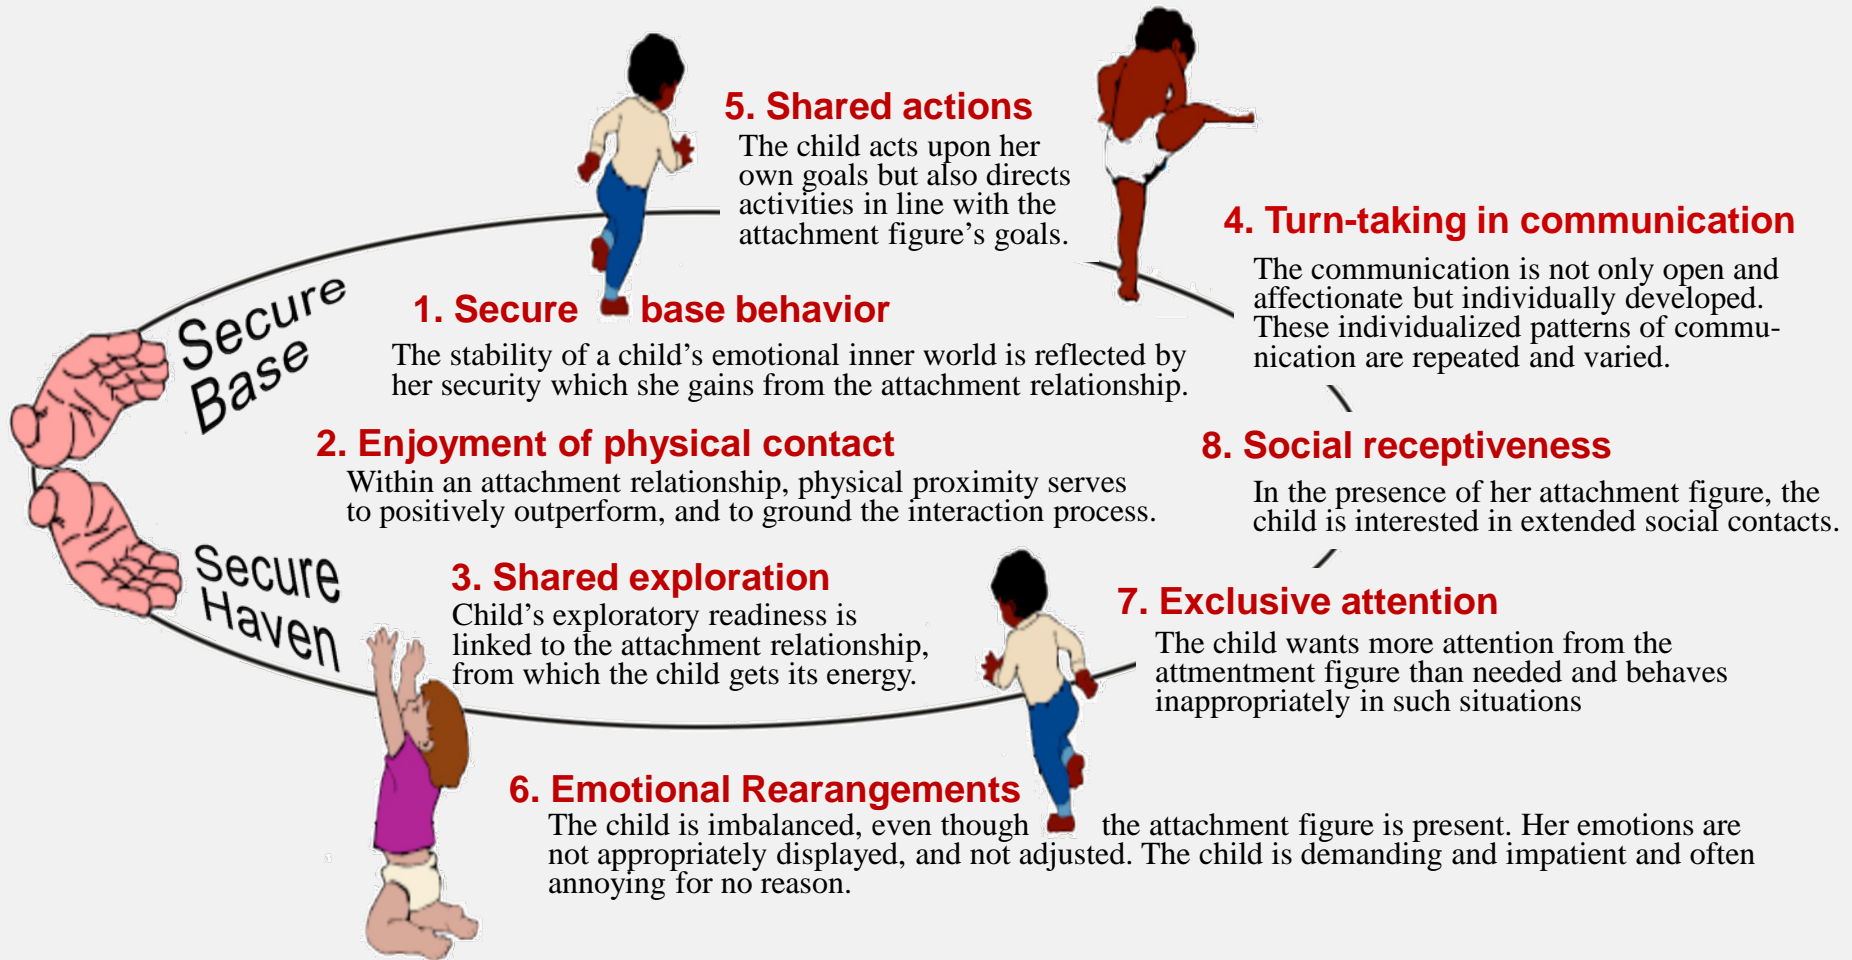 5. Shared actions
The child acts upon her
own goals but also directs
activities in line with the
attachment figure's goals.
4. Turn-taking in communication
The communication is not only open and
affectionate but individually developed.
These individualized patterns of commu-
nication are repeated and varied.
Secure
Base
1. Secure base behavior
The stability of a child's emotional inner world is reflected by
her security which she gains from the attachment relationship.
2. Enjoyment of physical contact
Within an attachment relationship, physical proximity serves
to positively outperform, and to ground the interaction process.
8. Social receptiveness
In the presence of her attachment figure, the
child is interested in extended social contacts.
Secure
Haven
3. Shared exploration
Child's exploratory readiness is
linked to the attachment relationship,
from which the child gets its energy.
7. Exclusive attention
The child wants more attention from the
attmentment figure than needed and behaves
inappropriately in such situations
6. Emotional Rearangements
The child is imbalanced, even though the attachment figure is present. Her emotions are
not appropriately displayed, and not adjusted. The child is demanding and impatient and often
annoying for no reason.